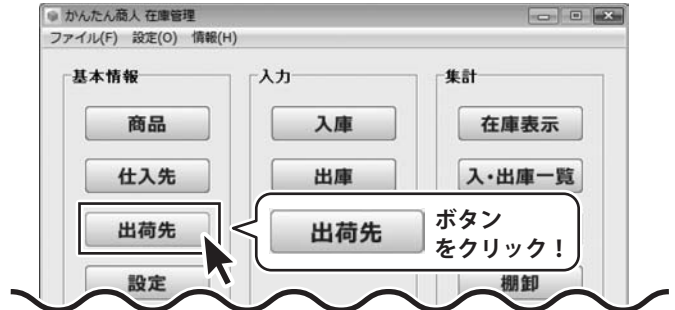 かんたん商人 在庫管理
ファイル(F) 設定(O) 情報(H)
基本情報
商品
仕入先
出荷先
設定
入力
入庫
出庫
集計
在庫表示
入・出庫一覧
棚卸
出荷先
ボタン
をクリック！